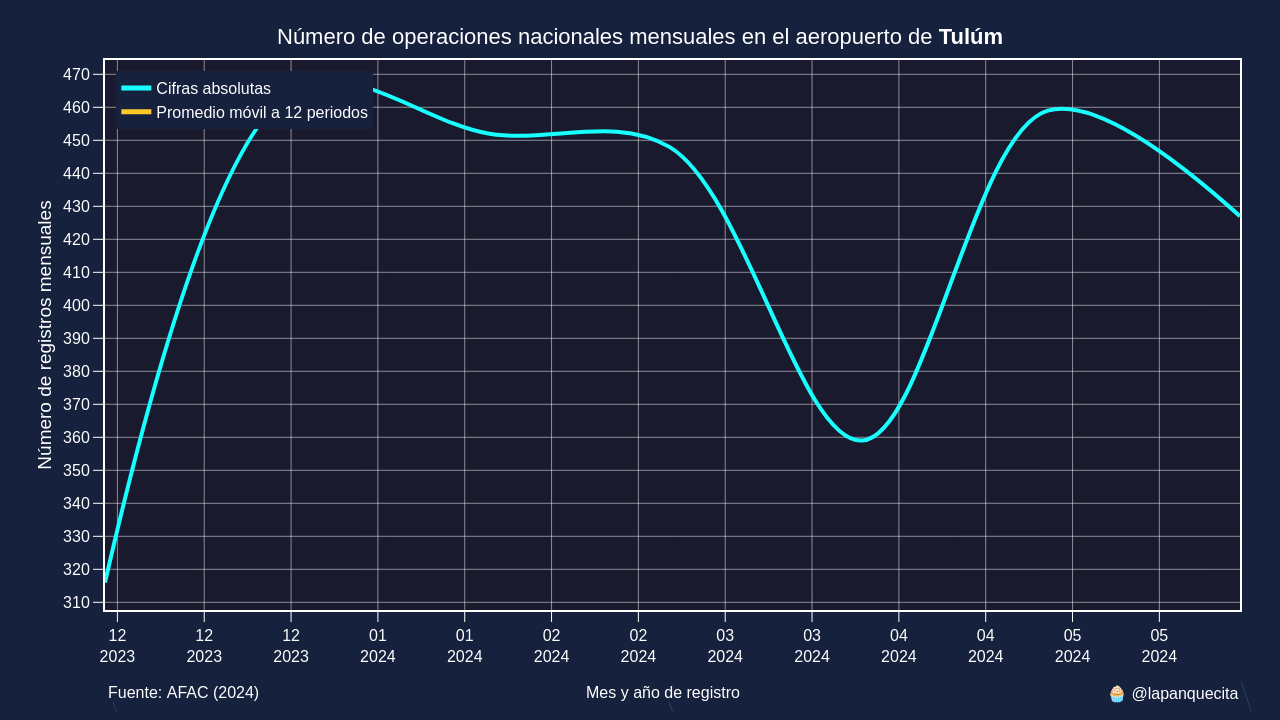 Número de operaciones nacionales mensuales en el aeropuerto de Tulúm
Cifras absolutas
Promedio móvil a 12 periodos
Número de registros mensuales
470
460
450
440
430
420
410
400
390
380
370
360
350
340
330
320
310
12 12 12 01 01 02 02 03 03 04 04 05 05
2023 2023 2023 2024 2024 2024 2024 2024 2024 2024 2024 2024 2024
Fuente: AFAC (2024) Mes y año de registro 🧁 @lapanquecita